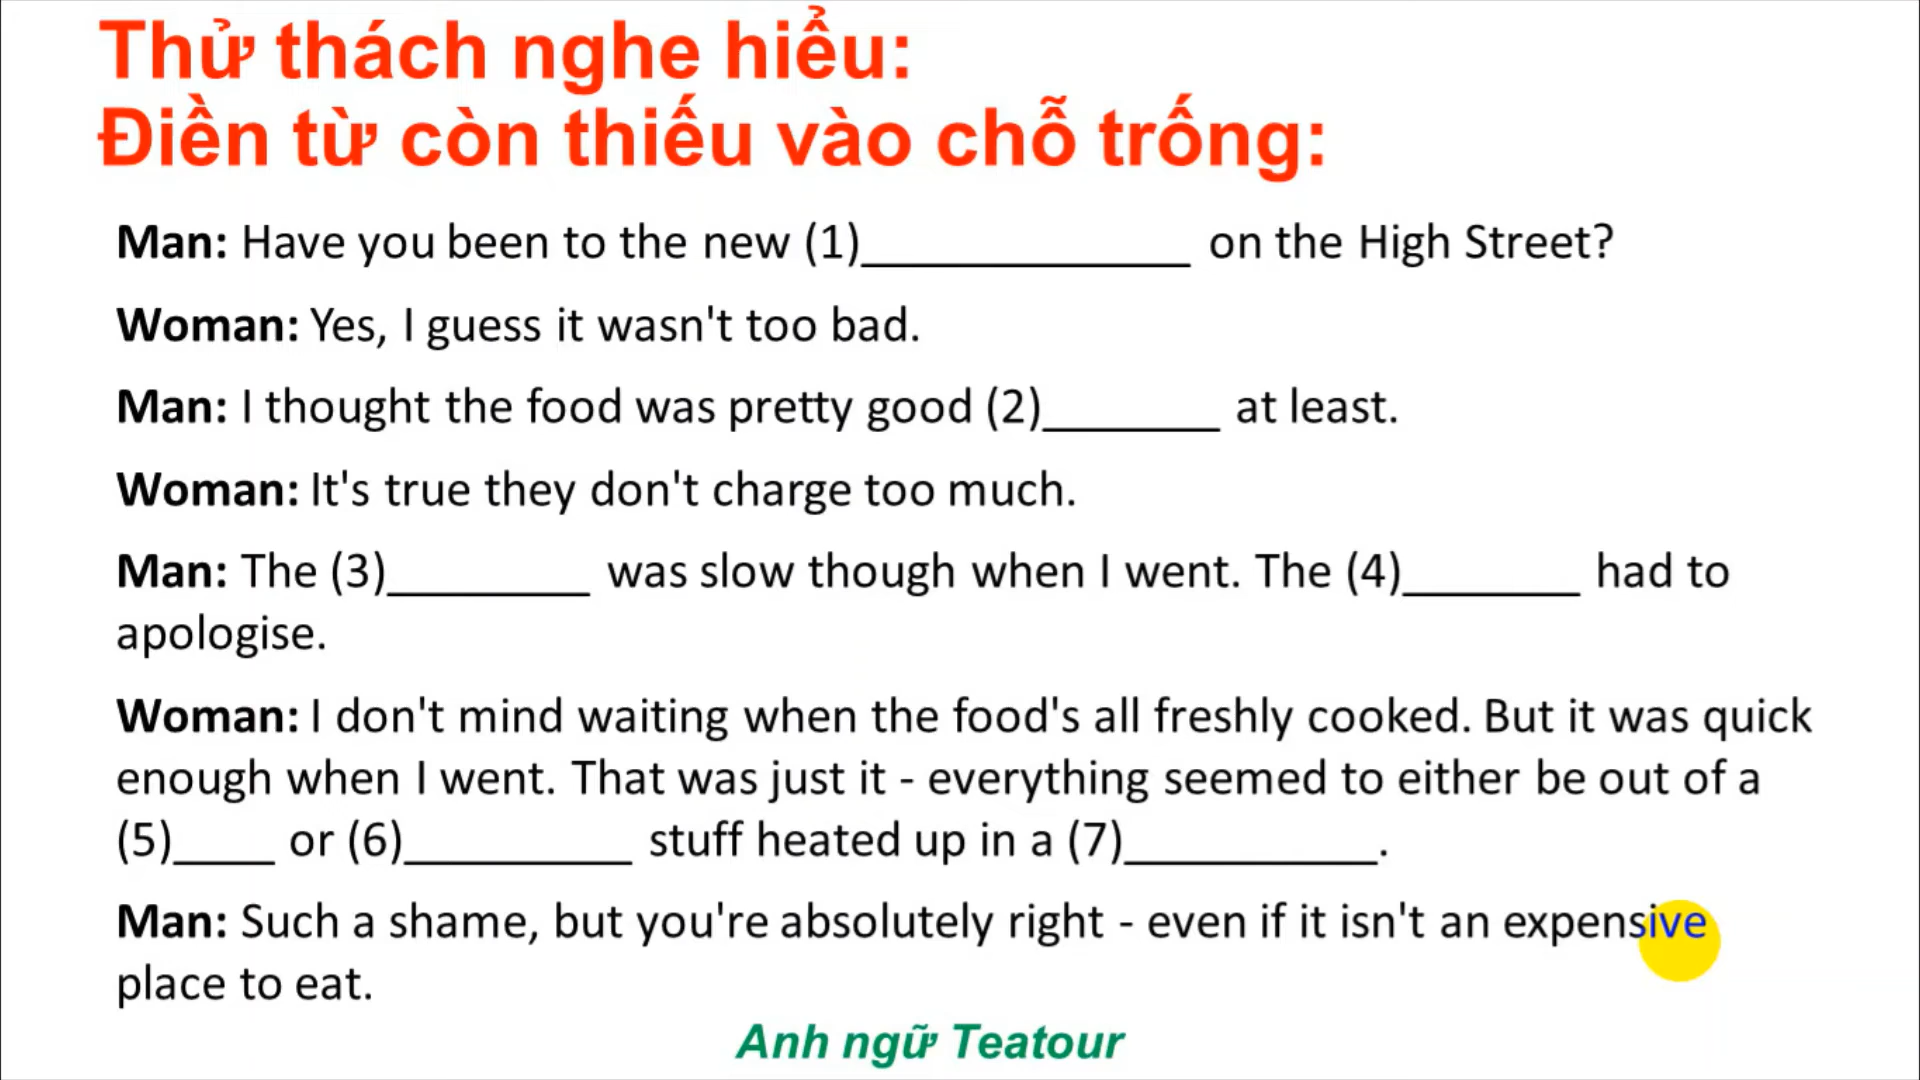 Thử thách nghe hiểu:
Điền từ còn thiếu vào chỗ trống:
Man: Have you been to the new (1)_____________ on the High Street?
Woman: Yes, I guess it wasn't too bad.
Man: I thought the food was pretty good (2)_______ at least.
Woman: It's true they don't charge too much.
Man: The (3)________ was slow though when I went. The (4)_______ had to
apologise.
Woman: I don't mind waiting when the food's all freshly cooked. But it was quick
enough when I went. That was just it - everything seemed to either be out of a
(5)____ or (6)_________ stuff heated up in a (7)__________.
Man: Such a shame, but you're absolutely right - even if it isn't an expensive
place to eat.
Anh ngữ Teatour